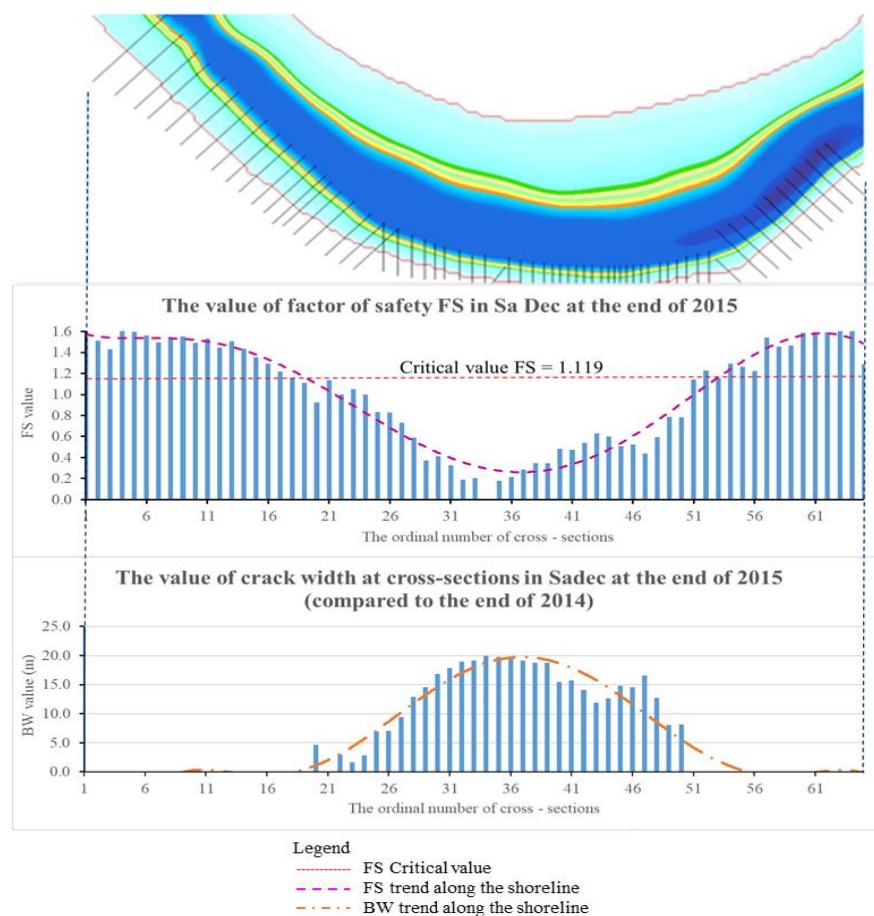 The value of factor of safety FS in Sa Dec at the end of 2015
1.6
1.4
1.2
1.0
0.8
0.6
0.4
0.2
0.0
FS value
Critical value FS = 1.119
1 6 11 16 21 26 31 36 41 46 51 56 61
The ordinal number of cross - sections
The value of crack width at cross-sections in Sadec at the end of 2015
(compared to the end of 2014)
25.0
20.0
15.0
10.0
5.0
0.0
BW value (m)
1 6 11 16 21 26 31 36 41 46 51 56 61
The ordinal number of cross - sections
Legend
FS Critical value
FS trend along the shoreline
BW trend along the shoreline